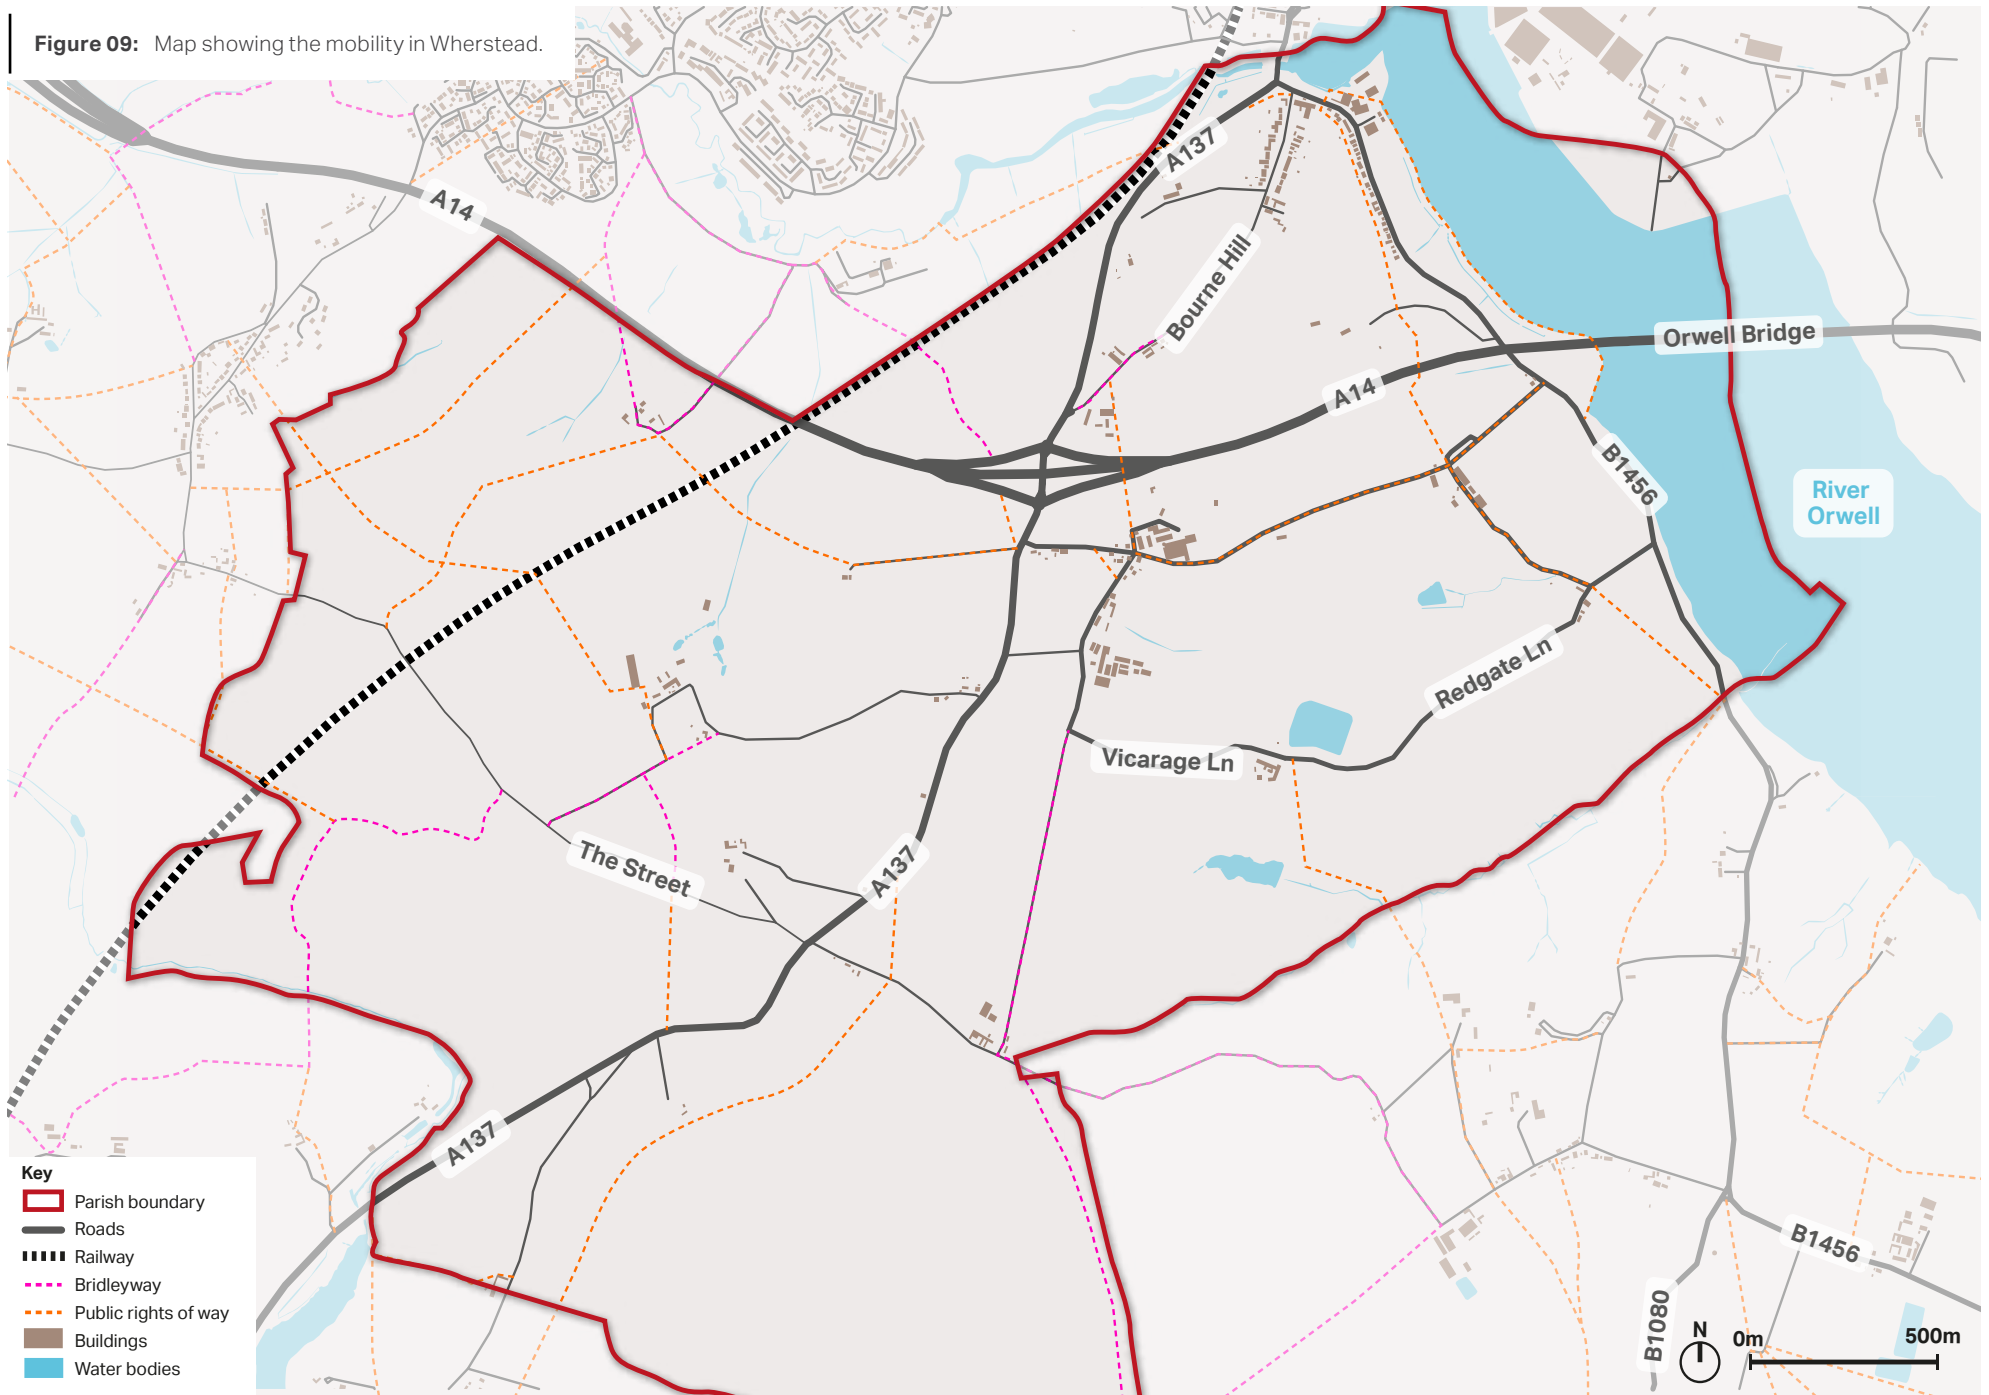 Figure 09: Map showing the mobility in Wherstead.
A14
A137
Bourne Hill
Orwell Bridge
A14
B1456
River
Orwell
Redgate Ln
Vicarage Ln
The Street
A137
A137
B1456
B1080
Key
Parish boundary
Roads
Railway
Bridleyway
Public rights of way
Buildings
Water bodies
N
0m
500m